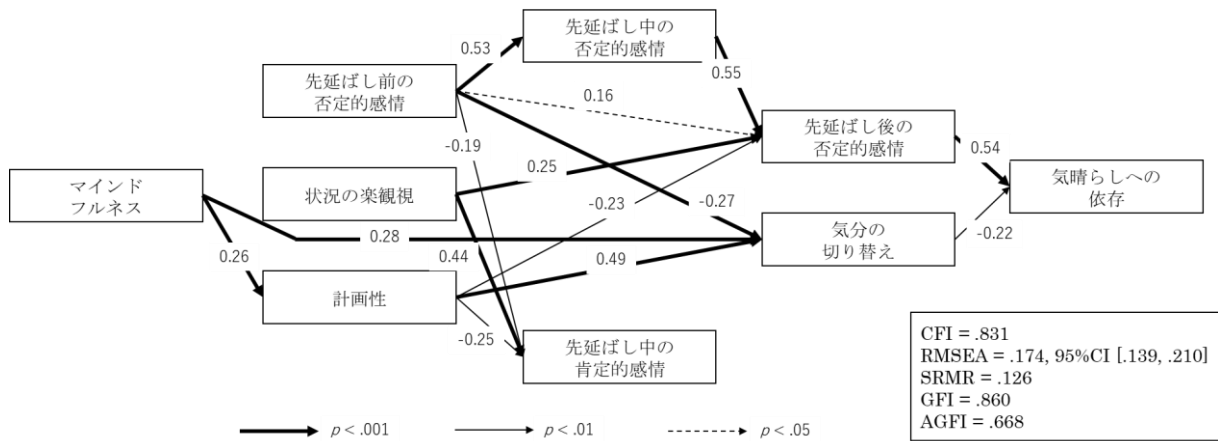 先延ばし中の
否定的感情
0.53
0.55
先延ばし前の
否定的感情
0.16
先延ばし後の
否定的感情
-0.19
0.54
マインド
フルネス
状況の楽観視
0.25
気晴らしへの
依存
-0.23
-0.27
0.28
0.26
0.44
0.49
気分の
切り替え
-0.22
計画性
-0.25
先延ばし中の
肯定的感情
CFI = .831
RMSEA = .174, 95%CI [.139, .210]
SRMR = .126
GFI = .860
AGFI = .668
p < .001
p < .01
p < .05